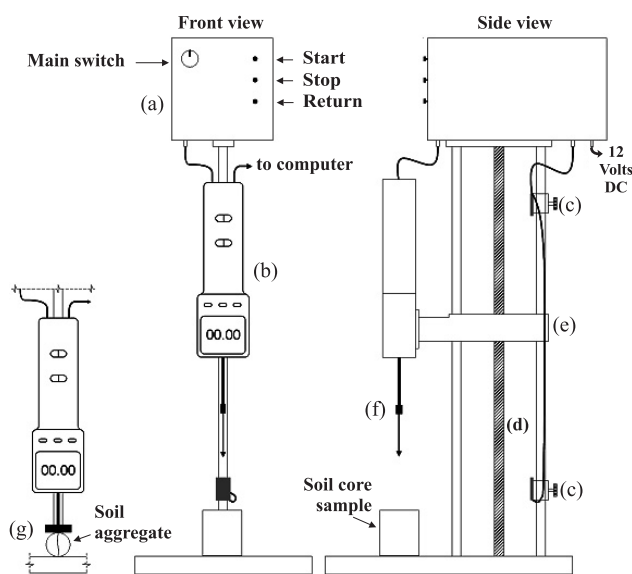 Front view
Side view
Main switch
Start
Stop
Return
(a)
to computer
12
Volts
DC
(c)
(b)
(e)
00.00
(f)
(d)
00.00
(c)
Soil core
sample
(g)
Soil
aggregate